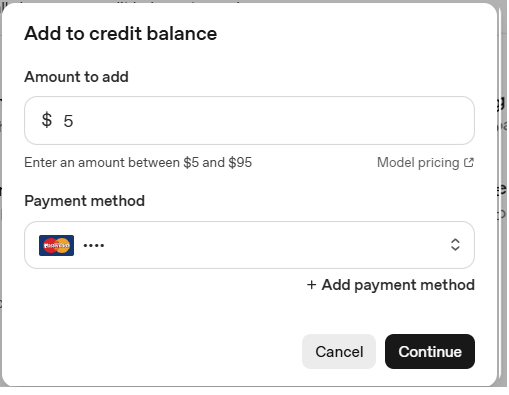 Add to credit balance
Amount to add
$ 5
Enter an amount between $5 and $95
Model pricing
Payment method
••••
+ Add payment method
Cancel
Continue